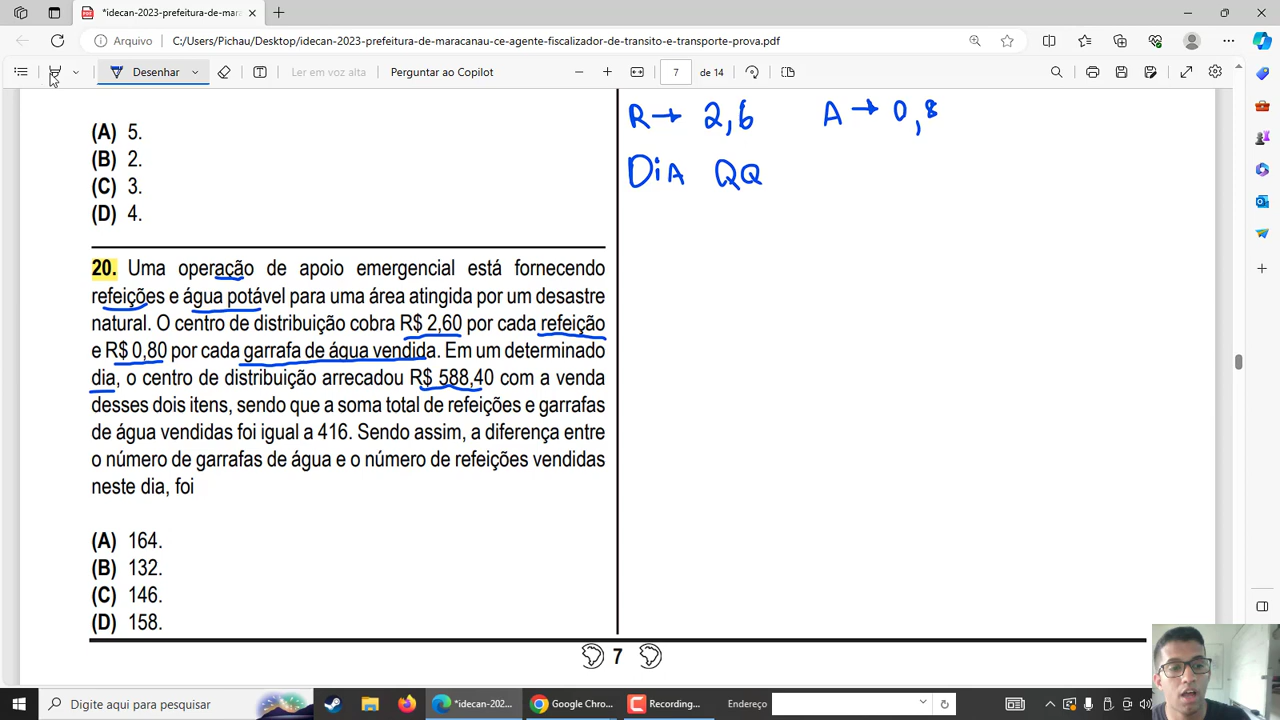 *idecan-2023-prefeitura-de-mara
Arquivo
C:/Users/Pichau/Desktop/idecan-2023-prefeitura-de-maracanau-ce-agente-fiscalizador-de-transito-e-transporte-prova.pdf
Desenhar
Ler em voz alta
Perguntar ao Copilot
7
de 14
(A) 5.
(B) 2.
(C) 3.
(D) 4.
20. Uma operação de apoio emergencial está fornecendo
refeições e água potável para uma área atingida por um desastre
natural. O centro de distribuição cobra R$ 2,60 por cada refeição
e R$ 0,80 por cada garrafa de água vendida. Em um determinado
dia, o centro de distribuição arrecadou R$ 588,40 com a venda
desses dois itens, sendo que a soma total de refeições e garrafas
de água vendidas foi igual a 416. Sendo assim, a diferença entre
o número de garrafas de água e o número de refeições vendidas
neste dia, foi
(A) 164.
(B) 132.
(C) 146.
(D) 158.
R → 2,6 A → 0,8
DiA QQ
7
Digite aqui para pesquisar
*idecan-202...
Google Chro...
Recording...
Endereço